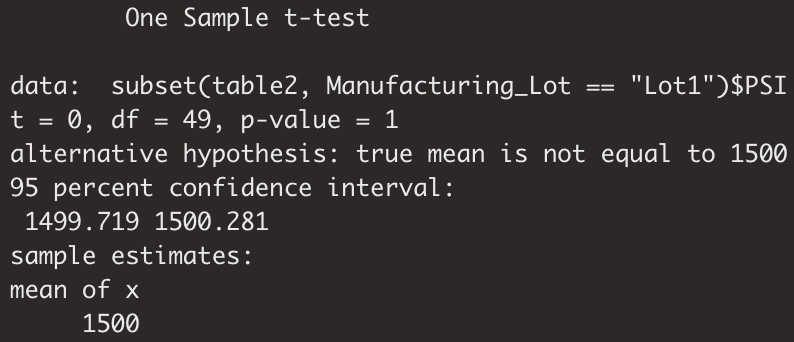 One Sample t-test
data:  subset(table2, Manufacturing_Lot == "Lot1")$PSI
t = 0, df = 49, p-value = 1
alternative hypothesis: true mean is not equal to 1500
95 percent confidence interval:
1499.719 1500.281
sample estimates:
mean of x
1500